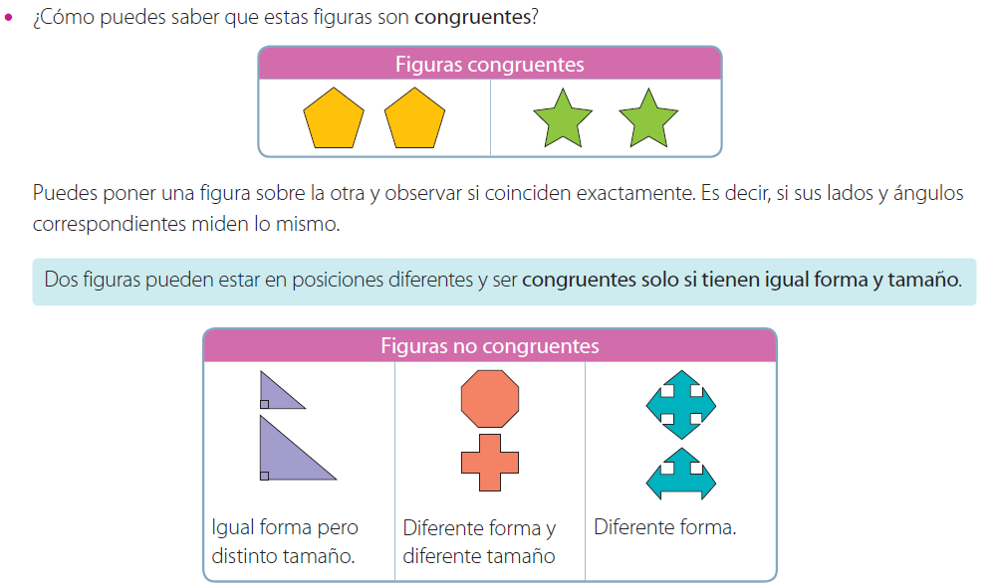 • ¿Cómo puedes saber que estas figuras son congruentes?
Figuras congruentes
Puedes poner una figura sobre la otra y observar si coinciden exactamente. Es decir, si sus lados y ángulos
correspondientes miden lo mismo.
Dos figuras pueden estar en posiciones diferentes y ser congruentes solo si tienen igual forma y tamaño.
Figuras no congruentes
Igual forma pero
distinto tamaño.
Diferente forma y
diferente tamaño
Diferente forma.